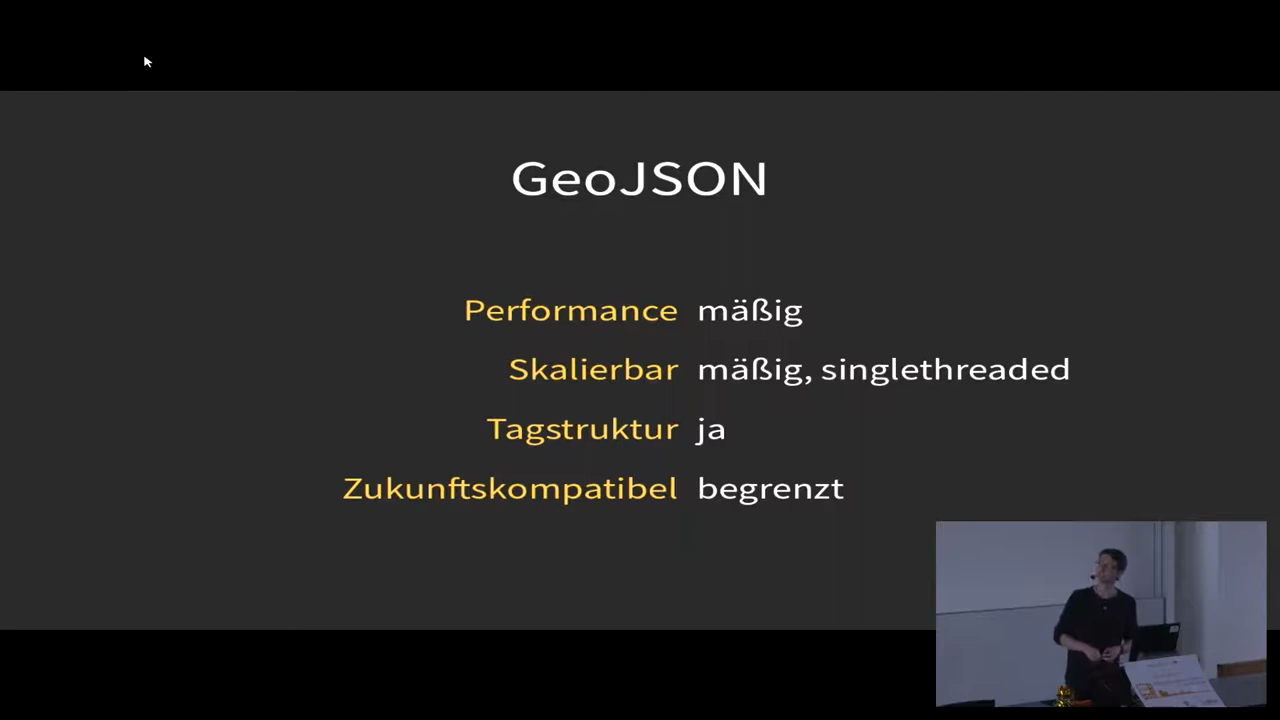 GeoJSON
Performance mäßig
Skalierbar mäßig, singlethreaded
Tagstruktur ja
Zukunftskompatibel begrenzt